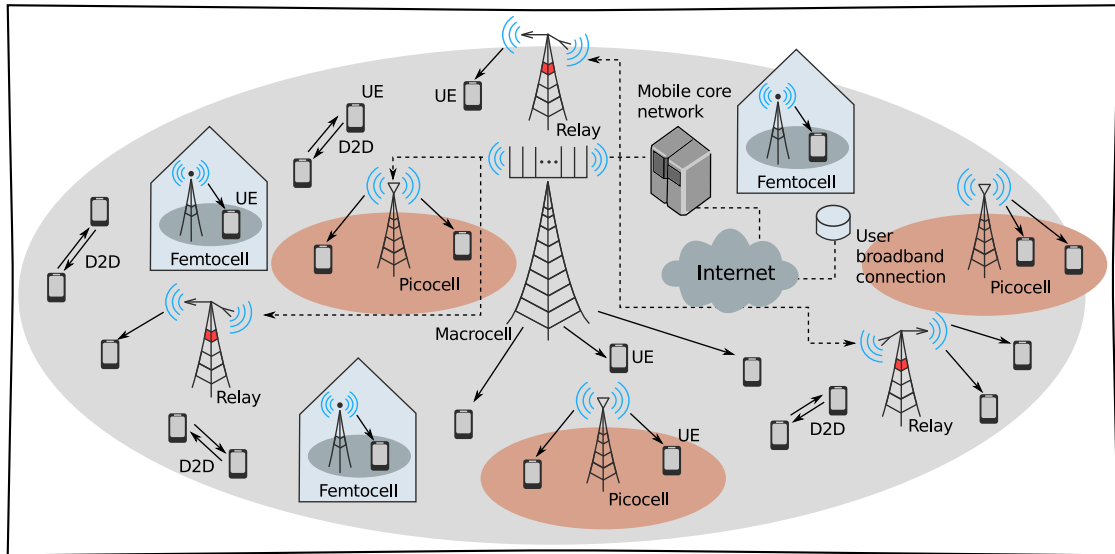 UE
UE
D2D
Relay
Mobile core
network
Femtocell
UE
Femtocell
D2D
Picocell
Internet
User
broadband
connection
Picocell
Macrocell
UE
Relay
Relay
D2D
D2D
UE
Femtocell
Picocell